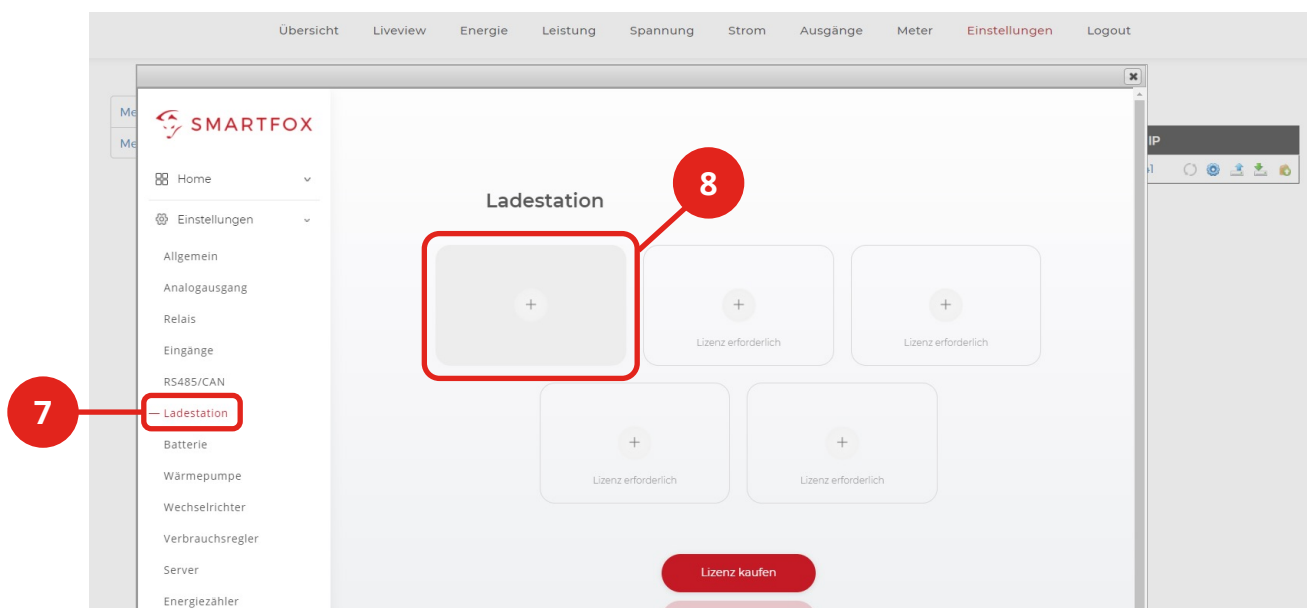 Übersicht Liveview Energie Leistung Spannung Strom Ausgänge Meter Einstellungen Logout
Me
Me
SMARTFOX
IP
Home
8
Ladestation
Einstellungen
Allgemein
Analogausgang
Relais
Eingänge
Lizenz erforderlich Lizenz erforderlich
RS485/CAN
7
Ladestation
Batterie
Wärmepumpe
Lizenz erforderlich Lizenz erforderlich
Wechselrichter
Verbrauchsregler
Server
Lizenz kaufen
Energiezähler